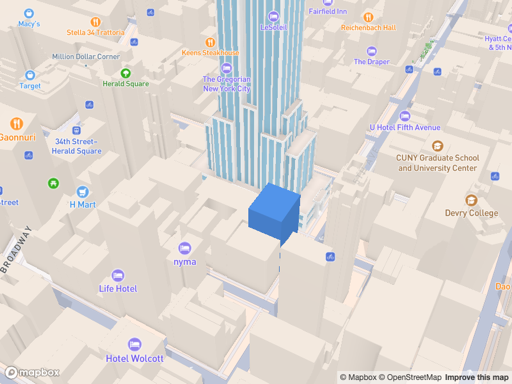 Fairfield Inn
Macy's
LeSoleil
Stella 34 Trattoria
Reichenbach Hall
Hyatt Ce
& 5th N
Keens Steakhouse
Million Dollar Corner
The Draper
The Gregorian
New York City
Target
Herald Square
Gaonnuri
U Hotel Fifth Avenue
34th Street–
Herald Square
CUNY Graduate School
and University Center
Street
H Mart
Devry College
BROADWAY
nyma
Life Hotel
Dao
Hotel Wolcott
mapbox
© Mapbox © OpenStreetMap Improve this map